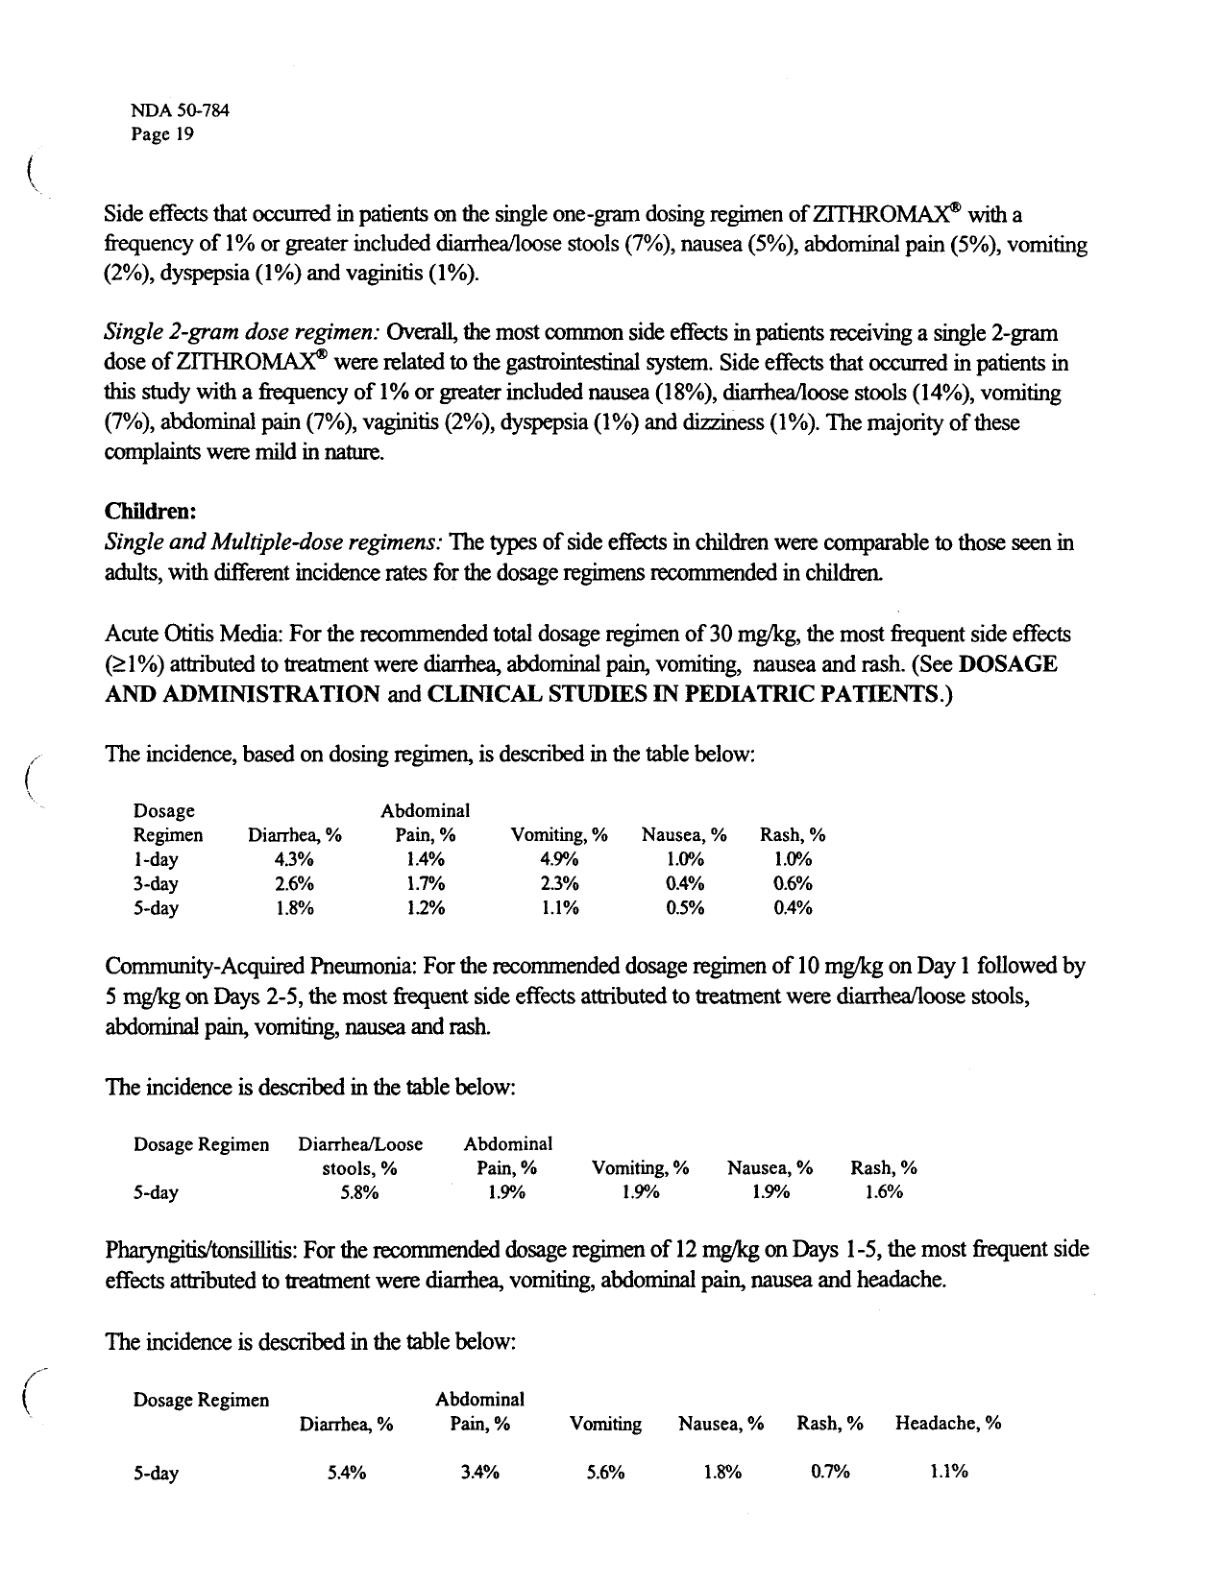 NDA 50-784
Page 19
Side effects that occurred in patients on the single one-gram dosing regimen of ZITHROMAX® with a
frequency of 1% or greater included diarrhea/loose stools (7%), nausea (5%), abdominal pain (5%), vomiting
(2%), dyspepsia (1%) and vaginitis (1%).
Single 2-gram dose regimen: Overall, the most common side effects in patients receiving a single 2-gram
dose of ZITHROMAX® were related to the gastrointestinal system. Side effects that occurred in patients in
this study with a frequency of 1% or greater included nausea (18%), diarrhea/loose stools (14%), vomiting
(7%), abdominal pain (7%), vaginitis (2%), dyspepsia (1%) and dizziness (1%). The majority of these
complaints were mild in nature.
Children:
Single and Multiple-dose regimens: The types of side effects in children were comparable to those seen in
adults, with different incidence rates for the dosage regimens recommended in children.
Acute Otitis Media: For the recommended total dosage regimen of 30 mg/kg, the most frequent side effects
(≥1%) attributed to treatment were diarrhea, abdominal pain, vomiting, nausea and rash. (See DOSAGE
AND ADMINISTRATION and CLINICAL STUDIES IN PEDIATRIC PATIENTS.)
The incidence, based on dosing regimen, is described in the table below:
Dosage Abdominal
Regimen Diarrhea, % Pain, % Vomiting, % Nausea, % Rash, %
1-day 4.3% 1.4% 4.9% 1.0% 1.0%
3-day 2.6% 1.7% 2.3% 0.4% 0.6%
5-day 1.8% 1.2% 1.1% 0.5% 0.4%
Community-Acquired Pneumonia: For the recommended dosage regimen of 10 mg/kg on Day 1 followed by
5 mg/kg on Days 2-5, the most frequent side effects attributed to treatment were diarrhea/loose stools,
abdominal pain, vomiting, nausea and rash.
The incidence is described in the table below:
Dosage Regimen Diarrhea/Loose Abdominal
stools, % Pain, % Vomiting, % Nausea, % Rash, %
5-day 5.8% 1.9% 1.9% 1.9% 1.6%
Pharyngitis/tonsillitis: For the recommended dosage regimen of 12 mg/kg on Days 1-5, the most frequent side
effects attributed to treatment were diarrhea, vomiting, abdominal pain, nausea and headache.
The incidence is described in the table below:
Dosage Regimen Abdominal
Diarrhea, % Pain, % Vomiting Nausea, % Rash, % Headache, %
5-day 5.4% 3.4% 5.6% 1.8% 0.7% 1.1%